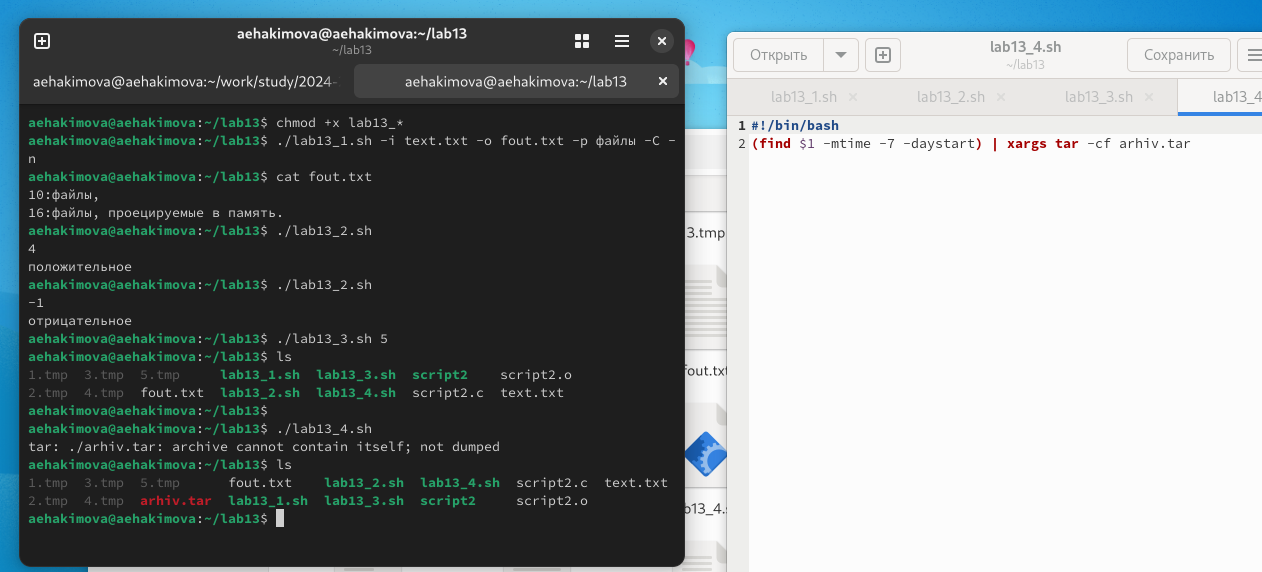 aehakimova@aehakimova:~/lab13
~/lab13
aehakimova@aehakimova:~/work/study/2024-
aehakimova@aehakimova:~/lab13
aehakimova@aehakimova:~/lab13$ chmod +x lab13_*
aehakimova@aehakimova:~/lab13$ ./lab13_1.sh -i text.txt -o fout.txt -p файлы -C -
n
aehakimova@aehakimova:~/lab13$ cat fout.txt
10:файлы,
16:файлы, проецируемые в память.
aehakimova@aehakimova:~/lab13$ ./lab13_2.sh
4
положительное
aehakimova@aehakimova:~/lab13$ ./lab13_2.sh
-1
отрицательное
aehakimova@aehakimova:~/lab13$ ./lab13_3.sh 5
aehakimova@aehakimova:~/lab13$ ls
1.tmp 3.tmp 5.tmp lab13_1.sh lab13_3.sh script2 script2.o
2.tmp 4.tmp fout.txt lab13_2.sh lab13_4.sh script2.c text.txt
aehakimova@aehakimova:~/lab13$
aehakimova@aehakimova:~/lab13$ ./lab13_4.sh
tar: ./arhiv.tar: archive cannot contain itself; not dumped
aehakimova@aehakimova:~/lab13$ ls
1.tmp 3.tmp 5.tmp fout.txt lab13_2.sh lab13_4.sh script2.c text.txt
2.tmp 4.tmp arhiv.tar lab13_1.sh lab13_3.sh script2 script2.o
aehakimova@aehakimova:~/lab13$
3.tmp
fout.txt
b13_4.s
Открыть
lab13_4.sh
~/lab13
Сохранить
lab13_1.sh
lab13_2.sh
lab13_3.sh
lab13_4
1 #!/bin/bash
2 (find $1 -mtime -7 -daystart) | xargs tar -cf arhiv.tar